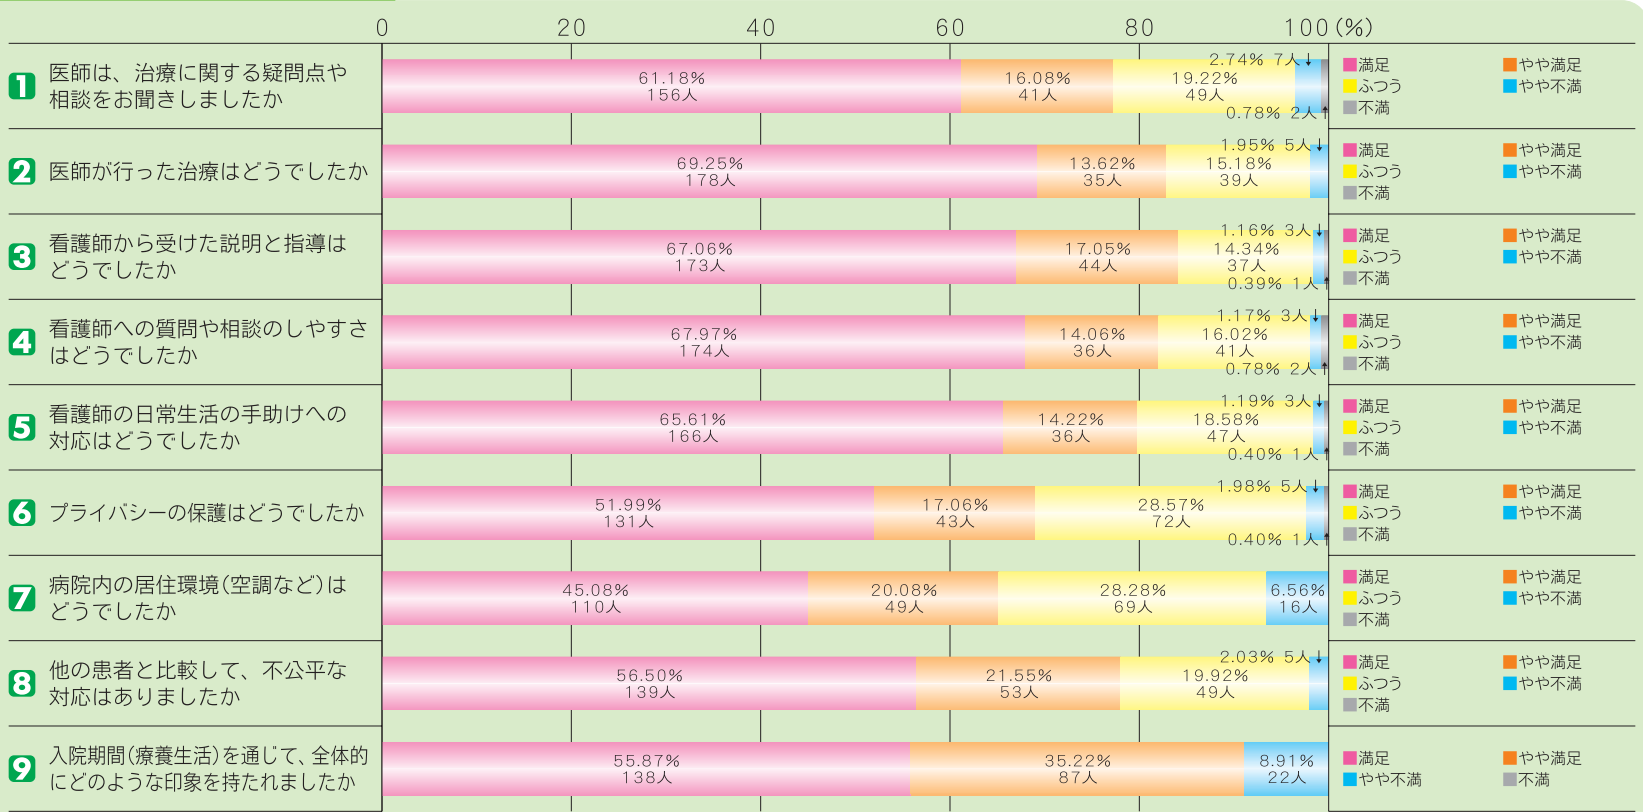 0 20 40 60 80 100(%)
1 医師は、治療に関する疑問点や
相談をお聞きしましたか
61.18%
156人
16.08%
41人
19.22%
49人
2.74% 7人↓
0.78% 2人↑
満足 やや満足
ふつう やや不満
不満
2 医師が行った治療はどうでしたか
69.25%
178人
13.62%
35人
15.18%
39人
1.95% 5人↓
満足 やや満足
ふつう やや不満
不満
3 看護師から受けた説明と指導は
どうでしたか
67.06%
173人
17.05%
44人
14.34%
37人
1.16% 3人↓
0.39% 1人↑
満足 やや満足
ふつう やや不満
不満
4 看護師への質問や相談のしやすさ
はどうでしたか
67.97%
174人
14.06%
36人
16.02%
41人
1.17% 3人↓
0.78% 2人↑
満足 やや満足
ふつう やや不満
不満
5 看護師の日常生活の手助けへの
対応はどうでしたか
65.61%
166人
14.22%
36人
18.58%
47人
1.19% 3人↓
0.40% 1人↑
満足 やや満足
ふつう やや不満
不満
6 プライバシーの保護はどうでしたか
51.99%
131人
17.06%
43人
28.57%
72人
1.98% 5人↓
0.40% 1人↑
満足 やや満足
ふつう やや不満
不満
7 病院内の居住環境(空調など)は
どうでしたか
45.08%
110人
20.08%
49人
28.28%
69人
6.56%
16人
満足 やや満足
ふつう やや不満
不満
8 他の患者と比較して、不公平な
対応はありましたか
56.50%
139人
21.55%
53人
19.92%
49人
2.03% 5人↓
満足 やや満足
ふつう やや不満
不満
9 入院期間(療養生活)を通じて、全体的
にどのような印象を持たれましたか
55.87%
138人
35.22%
87人
8.91%
22人
満足 やや満足
やや不満 不満